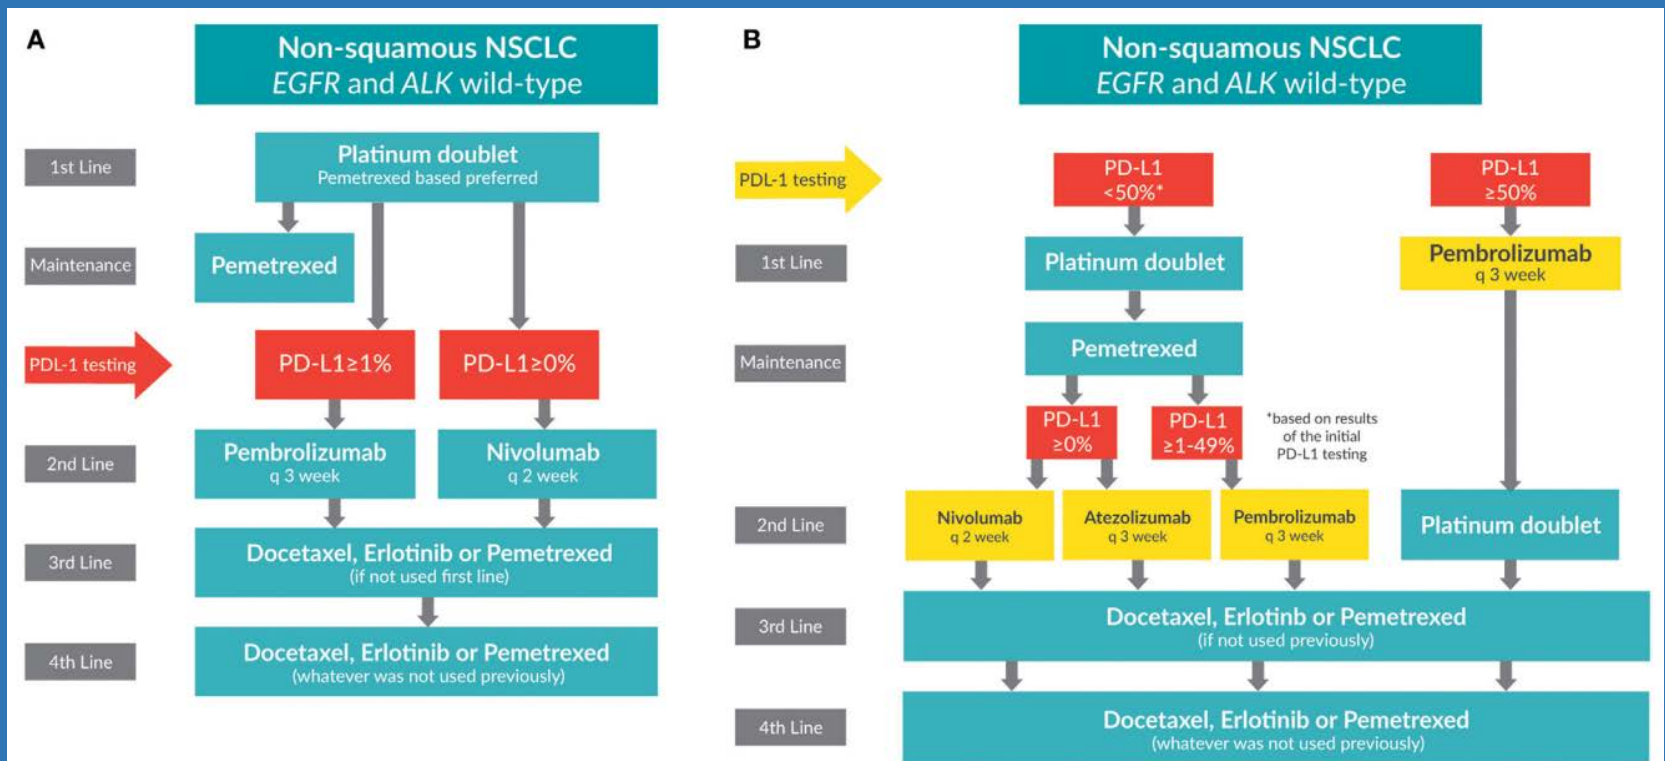 A
Non-squamous NSCLC
EGFR and ALK wild-type
1st Line
Platinum doublet
Pemetrexed based preferred
Maintenance
Pemetrexed
PDL-1 testing
PD-L1≥1%
PD-L1≥0%
2nd Line
Pembrolizumab
q 3 week
Nivolumab
q 2 week
3rd Line
Docetaxel, Erlotinib or Pemetrexed
(if not used first line)
4th Line
Docetaxel, Erlotinib or Pemetrexed
(whatever was not used previously)
B
Non-squamous NSCLC
EGFR and ALK wild-type
PDL-1 testing
PD-L1
<50%*
PD-L1
≥50%
1st Line
Platinum doublet
Pembrolizumab
q 3 week
Maintenance
Pemetrexed
PD-L1
≥0%
PD-L1
≥1-49%
*based on results
of the initial
PD-L1 testing
2nd Line
Nivolumab
q 2 week
Atezolizumab
q 3 week
Pembrolizumab
q 3 week
Platinum doublet
3rd Line
Docetaxel, Erlotinb or Pemetrexed
(if not used previously)
4th Line
Docetaxel, Erlotinib or Pemetrexed
(whatever was not used previously)